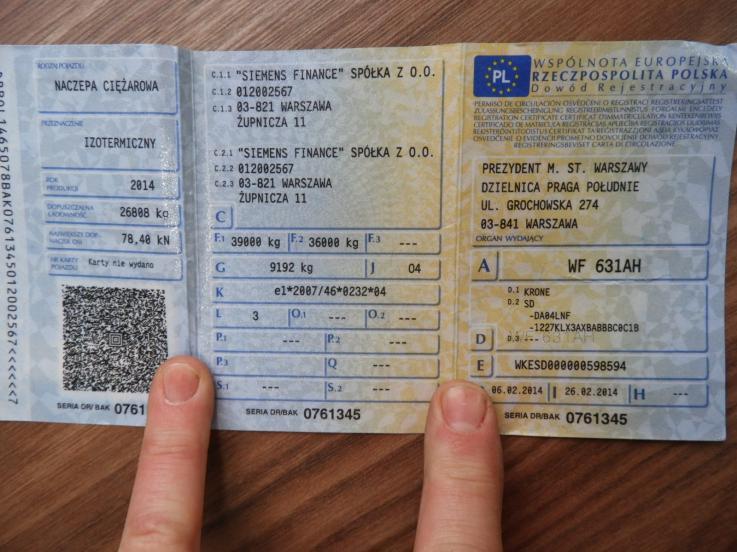 RODZAJ POJAZDU
NACZEPA CIĘŻAROWA
PRZEZNACZENIE
IZOTERMICZNY
ROK PRODUKCJI
2014
DOPUSZCZALNA ŁADOWNOŚĆ
26808 kg
NAJWIĘKSZY DOP. NACISK OSI
78,40 kN
NR KARTY POJAZDU
Karty nie wydano
SERIA DR/BAK 0761
C.1.1 "SIEMENS FINANCE" SPÓŁKA Z O.O.
C.1.2 012002567
C.1.3 03-821 WARSZAWA
ŻUPNICZA 11
C.2.1 "SIEMENS FINANCE" SPÓŁKA Z O.O.
C.2.2 012002567
C.2.3 03-821 WARSZAWA
ŻUPNICZA 11
C
F.1 39000 kg F.2 36000 kg F.3 ---
G 9192 kg J 04
K e1*2007/46*0232*04
L 3 O.1 --- O.2 ---
P.1 --- P.2 ---
P.3 --- Q ---
S.1 --- S.2 ---
SERIA DR/BAK 0761345
PL
WSPÓLNOTA EUROPEJSKA
RZECZPOSPOLITA POLSKA
Dowód Rejestracyjny
PREZYDENT M. ST. WARSZAWY
DZIELNICA PRAGA POŁUDNIE
UL. GROCHOWSKA 274
03-841 WARSZAWA
ORGAN WYDAJĄCY
A WF 631AH
D.1 KRONE
D.2 SD
-DA04LNF
-1227KLX3AXBABBBC0C1B
D D.3 ---
E WKESD000000598594
06.02.2014 I 26.02.2014 H ---
SERIA DR/BAK 0761345